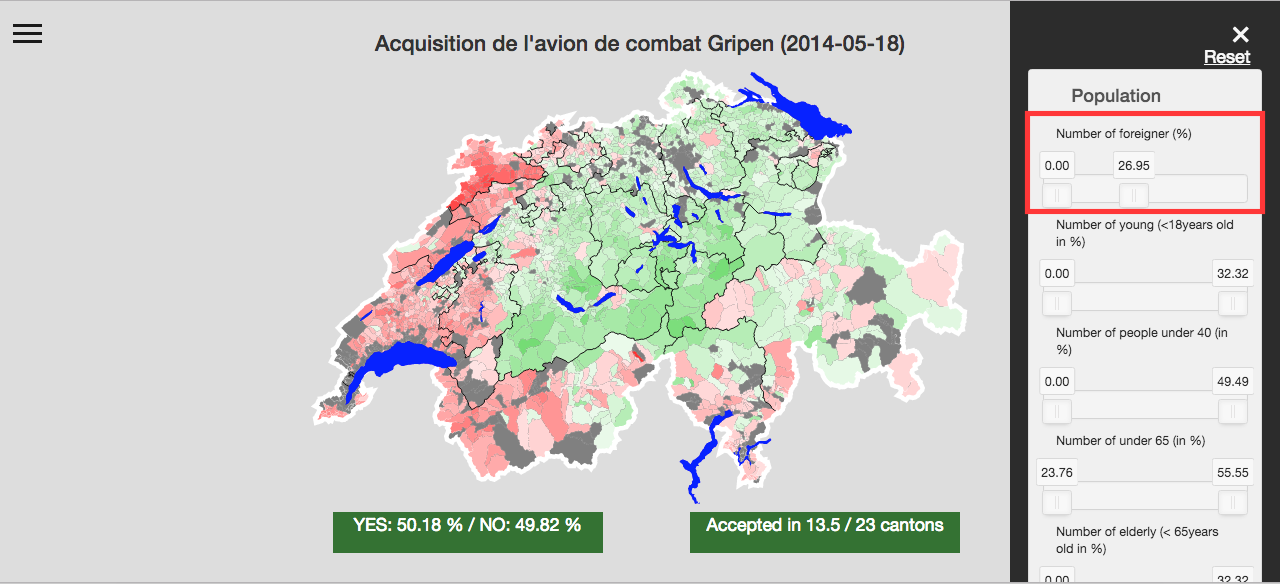 Acquisition de l'avion de combat Gripen (2014-05-18)
YES: 50.18 % / NO: 49.82 %
Accepted in 13.5 / 23 cantons
Reset
Population
Number of foreigner (%)
0.00 26.95
Number of young (<18years old
in %)
0.00 32.32
Number of people under 40 (in
%)
0.00 49.49
Number of under 65 (in %)
23.76 55.55
Number of elderly (< 65years
old in %)
0.00 32.32